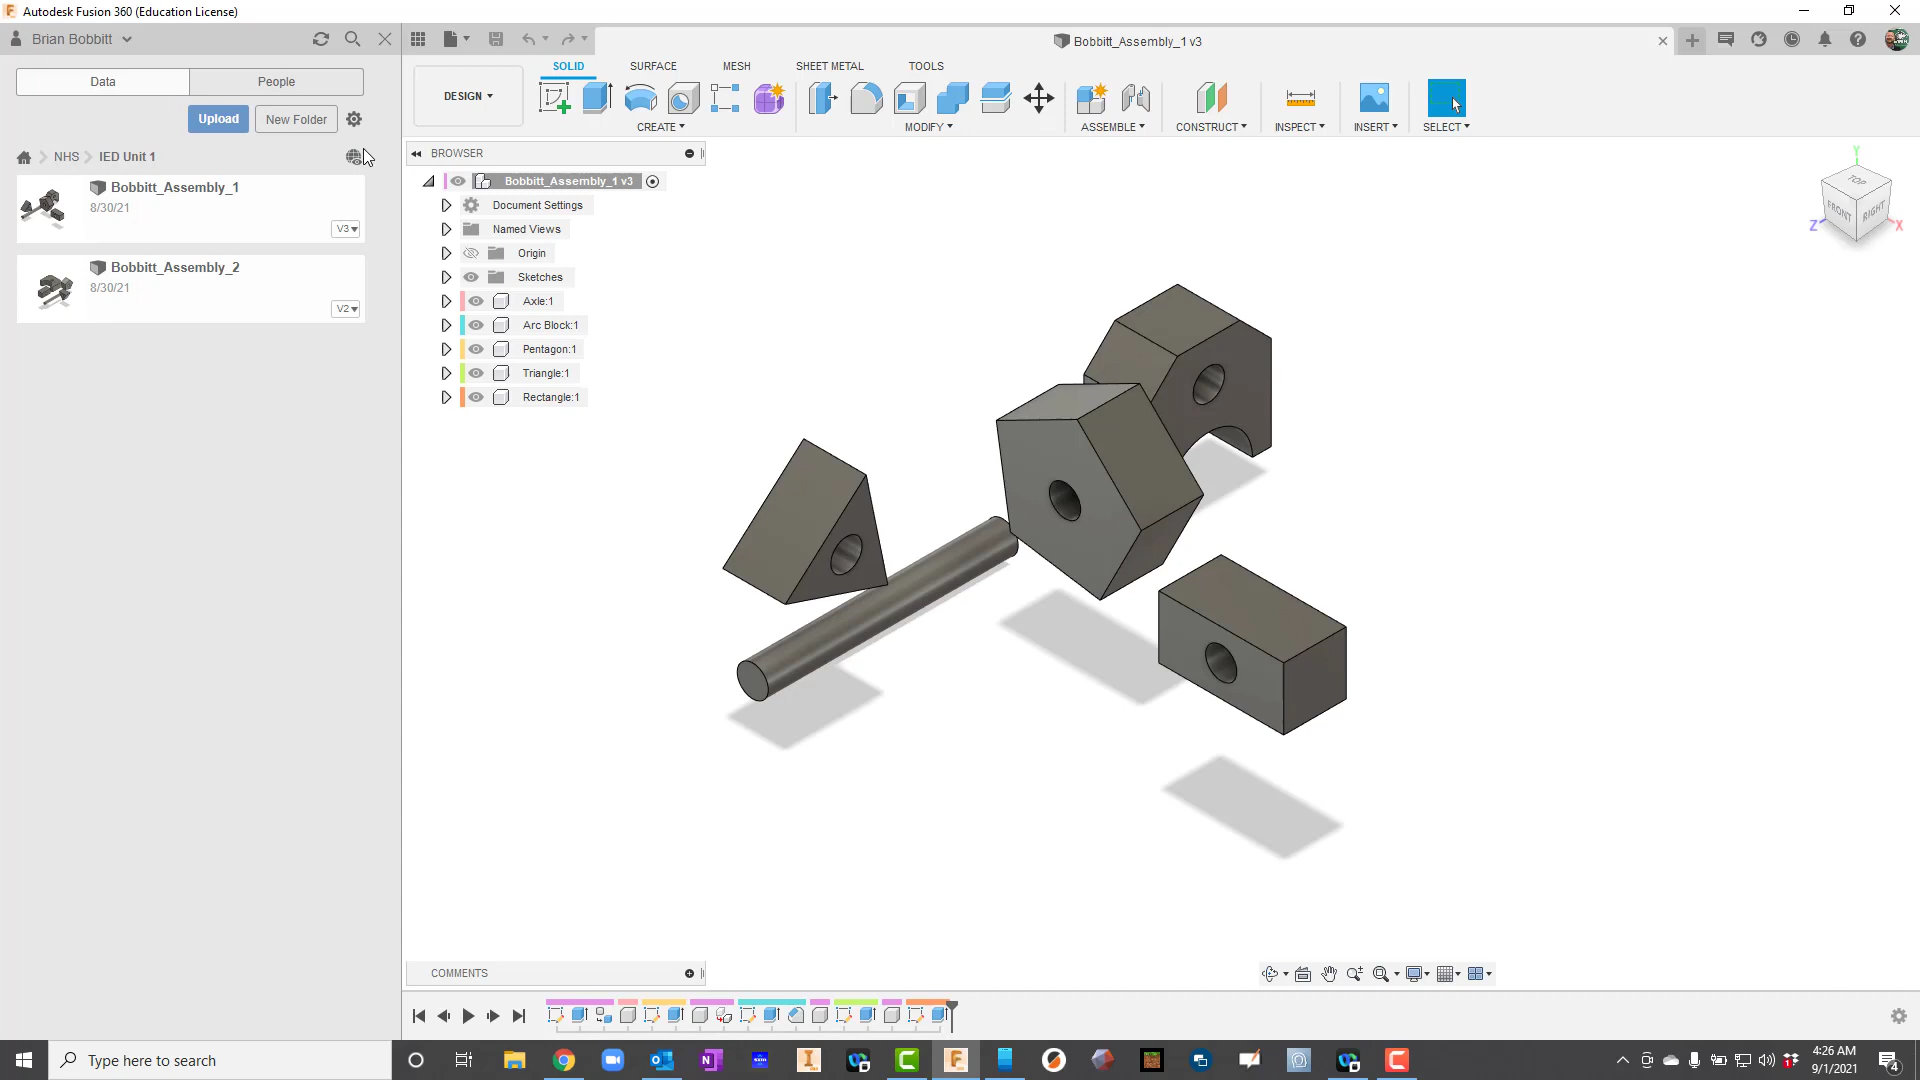 Autodesk Fusion 360 (Education License)
Brian Bobbitt
Bobbitt_Assembly_1 v3
Data
People
Upload
New Folder
NHS
IED Unit 1
Bobbitt_Assembly_1
8/30/21
V3
Bobbitt_Assembly_2
8/30/21
V2
SOLID
SURFACE
MESH
SHEET METAL
TOOLS
DESIGN
CREATE
MODIFY
ASSEMBLE
CONSTRUCT
INSPECT
INSERT
SELECT
BROWSER
Bobbitt_Assembly_1 v3
Document Settings
Named Views
Origin
Sketches
Axle:1
Arc Block:1
Pentagon:1
Triangle:1
Rectangle:1
Y
TOP
FRONT
RIGHT
Z
X
COMMENTS
Type here to search
4:26 AM
9/1/2021
4